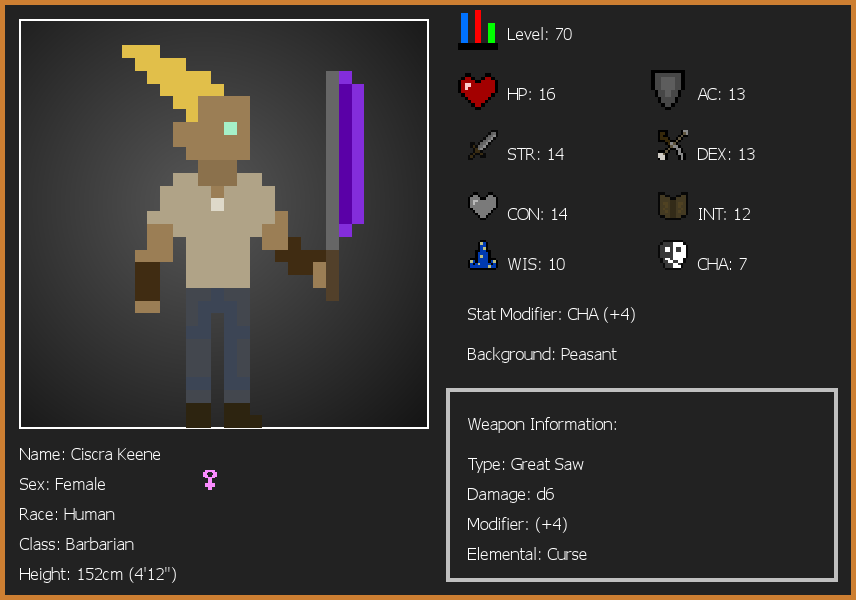 Level: 70
HP: 16
AC: 13
STR: 14
DEX: 13
CON: 14
INT: 12
WIS: 10
CHA: 7
Stat Modifier: CHA (+4)
Background: Peasant
Weapon Information:
Type: Great Saw
Damage: d6
Modifier: (+4)
Elemental: Curse
Name: Ciscra Keene
Sex: Female
Race: Human
Class: Barbarian
Height: 152cm (4'12")